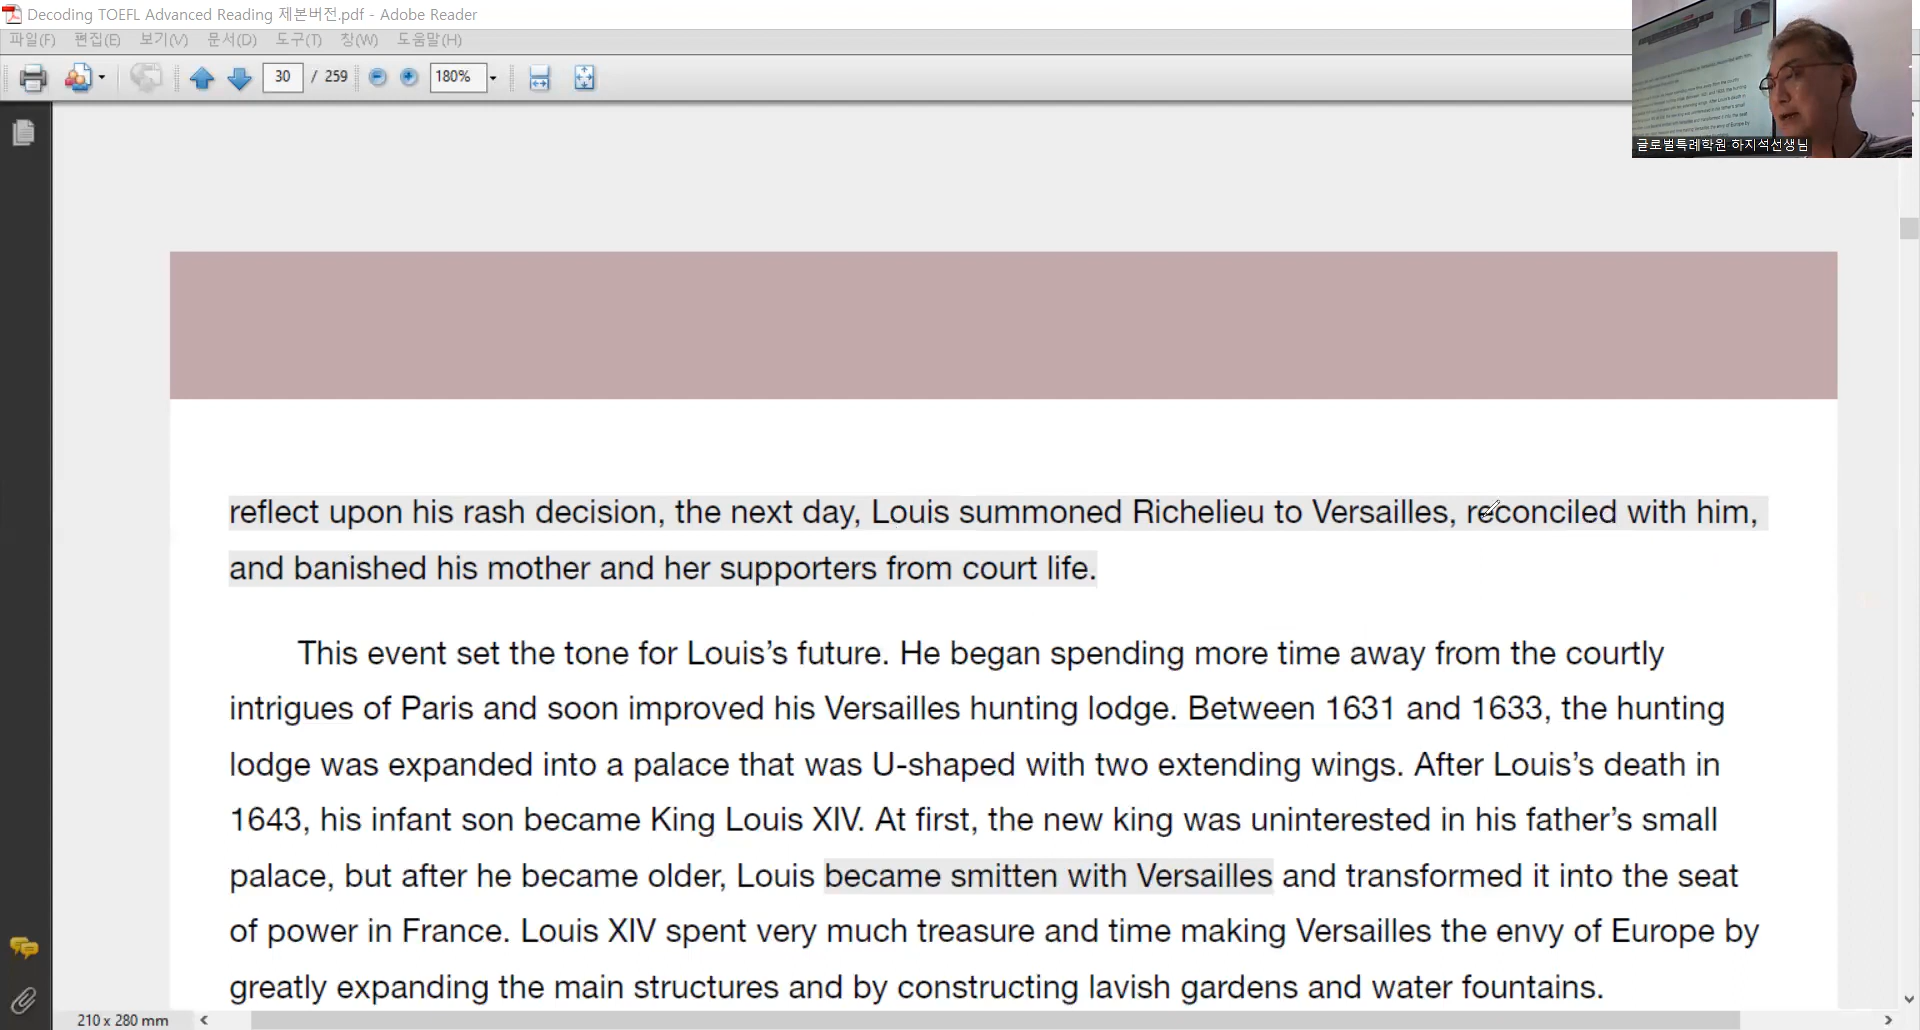 Decoding TOEFL Advanced Reading 제본버전.pdf - Adobe Reader
파일(F) 편집(E) 보기(V) 문서(D) 도구(T) 창(W) 도움말(H)
30 / 259 180%
글로벌특례학원 하지석선생님
reflect upon his rash decision, the next day, Louis summoned Richelieu to Versailles, reconciled with him,
and banished his mother and her supporters from court life.
This event set the tone for Louis’s future. He began spending more time away from the courtly
intrigues of Paris and soon improved his Versailles hunting lodge. Between 1631 and 1633, the hunting
lodge was expanded into a palace that was U-shaped with two extending wings. After Louis’s death in
1643, his infant son became King Louis XIV. At first, the new king was uninterested in his father’s small
palace, but after he became older, Louis became smitten with Versailles and transformed it into the seat
of power in France. Louis XIV spent very much treasure and time making Versailles the envy of Europe by
greatly expanding the main structures and by constructing lavish gardens and water fountains.
210 x 280 mm